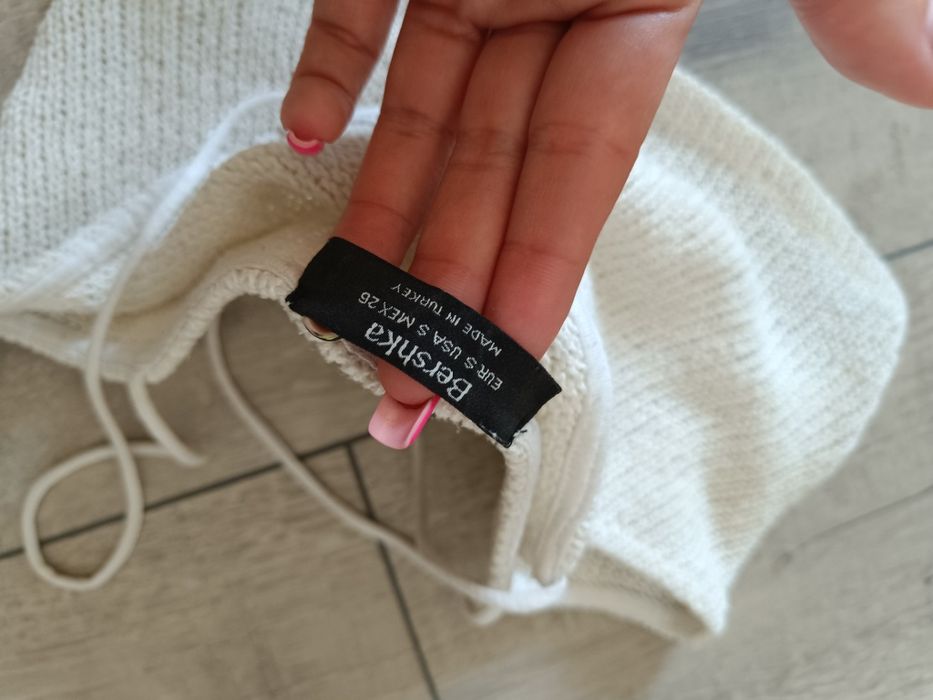 Bershka
EUR S USA S MEX 26
MADE IN TURKEY